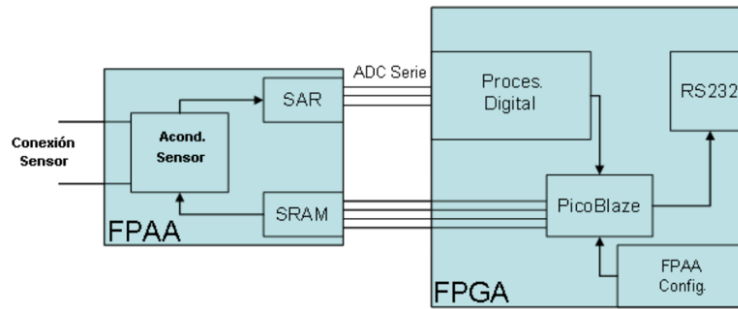 Conexión
Sensor
Acond.
Sensor
SAR
SRAM
FPAA
ADC Serie
Proces.
Digital
RS232
PicoBlaze
FPAA
Config.
FPGA